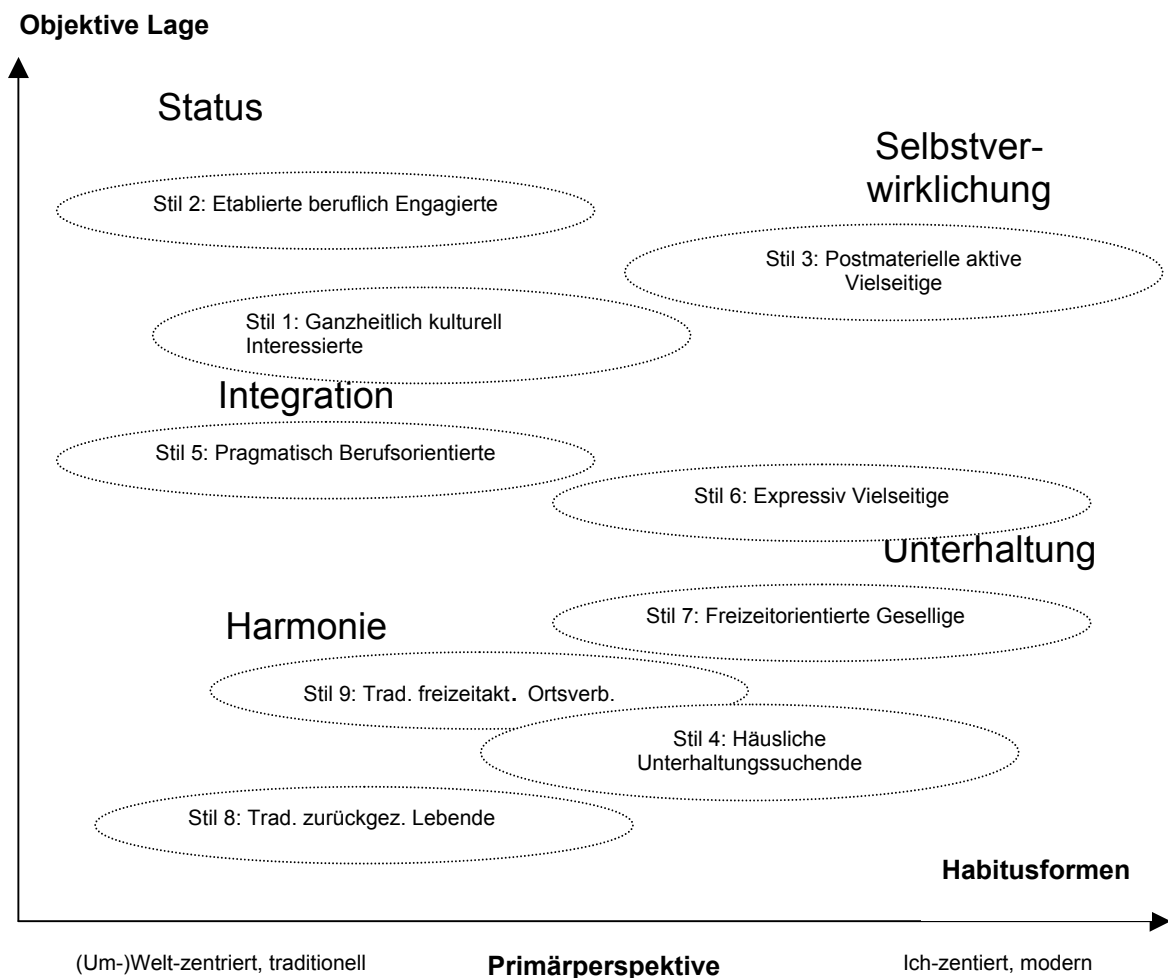 Objektive Lage
Status
Selbstver-
wirklichung
Stil 2: Etablierte beruflich Engagierte
Stil 3: Postmaterielle aktive
Vielseitige
Stil 1: Ganzheitlich kulturell
Interessierte
Integration
Stil 5: Pragmatisch Berufsorientierte
Stil 6: Expressiv Vielseitige
Unterhaltung
Stil 7: Freizeitorientierte Gesellige
Harmonie
Stil 9: Trad. freizeitakt. Ortsverb.
Stil 4: Häusliche
Unterhaltungssuchende
Stil 8: Trad. zurückgez. Lebende
Habitusformen
(Um-)Welt-zentriert, traditionell
Primärperspektive
Ich-zentiert, modern